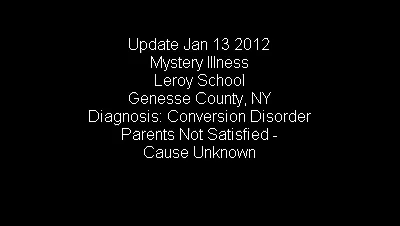 Update Jan 13 2012
Mystery Illness
Leroy School
Genesse County, NY
Diagnosis: Conversion Disorder
Parents Not Satisfied -
Cause Unknown